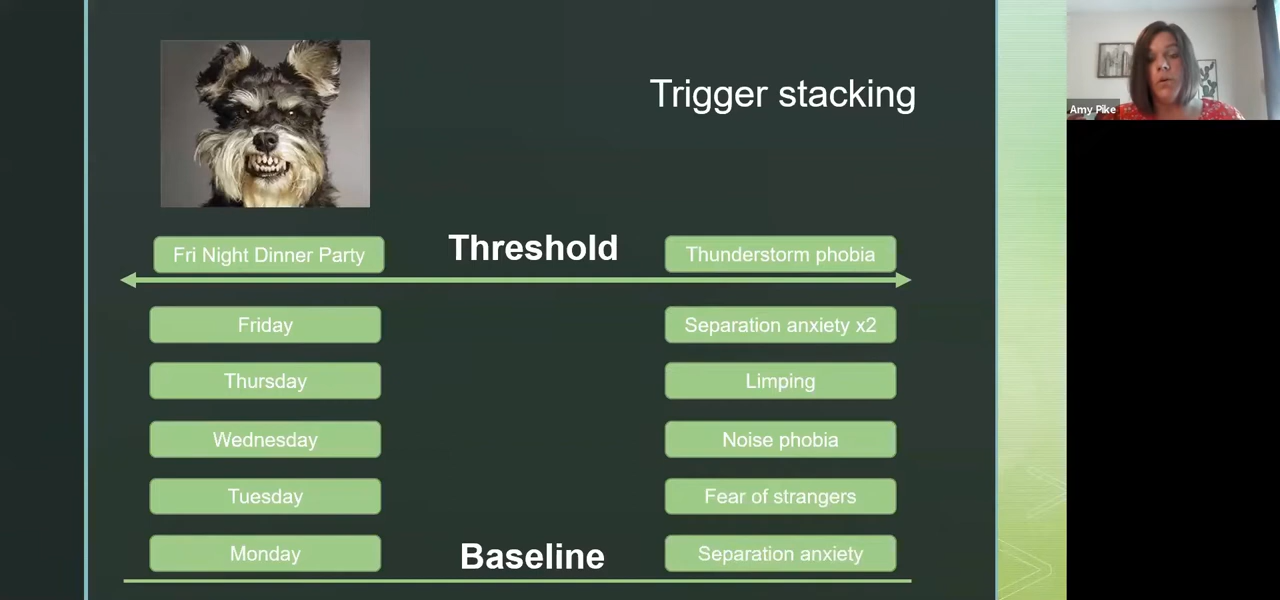 Trigger stacking
Amy Pike
Fri Night Dinner Party
Threshold
Thunderstorm phobia
Friday
Separation anxiety x2
Thursday
Limping
Wednesday
Noise phobia
Tuesday
Fear of strangers
Monday
Baseline
Separation anxiety